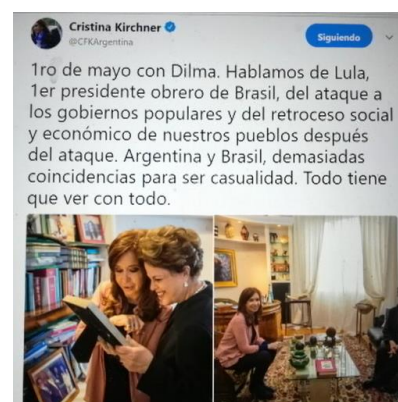 Cristina Kirchner
@CFKArgentina
Siguiendo
1ro de mayo con Dilma. Hablamos de Lula,
1er presidente obrero de Brasil, del ataque a
los gobiernos populares y del retroceso social
y económico de nuestros pueblos después
del ataque. Argentina y Brasil, demasiadas
coincidencias para ser casualidad. Todo tiene
que ver con todo.